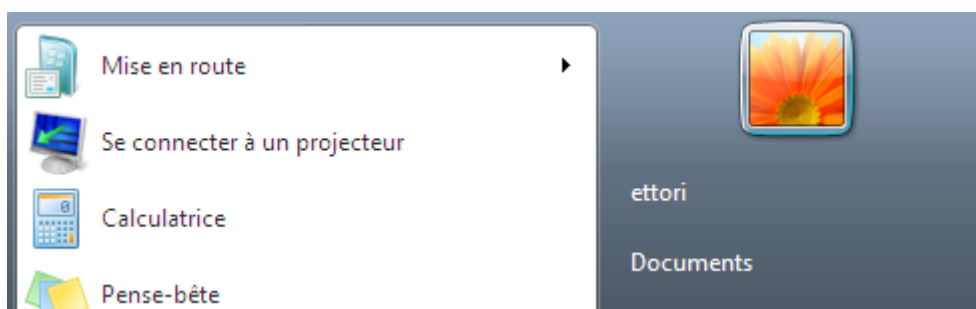 Mise en route
Se connecter à un projecteur
Calculatrice
Pense-bête
ettori
Documents